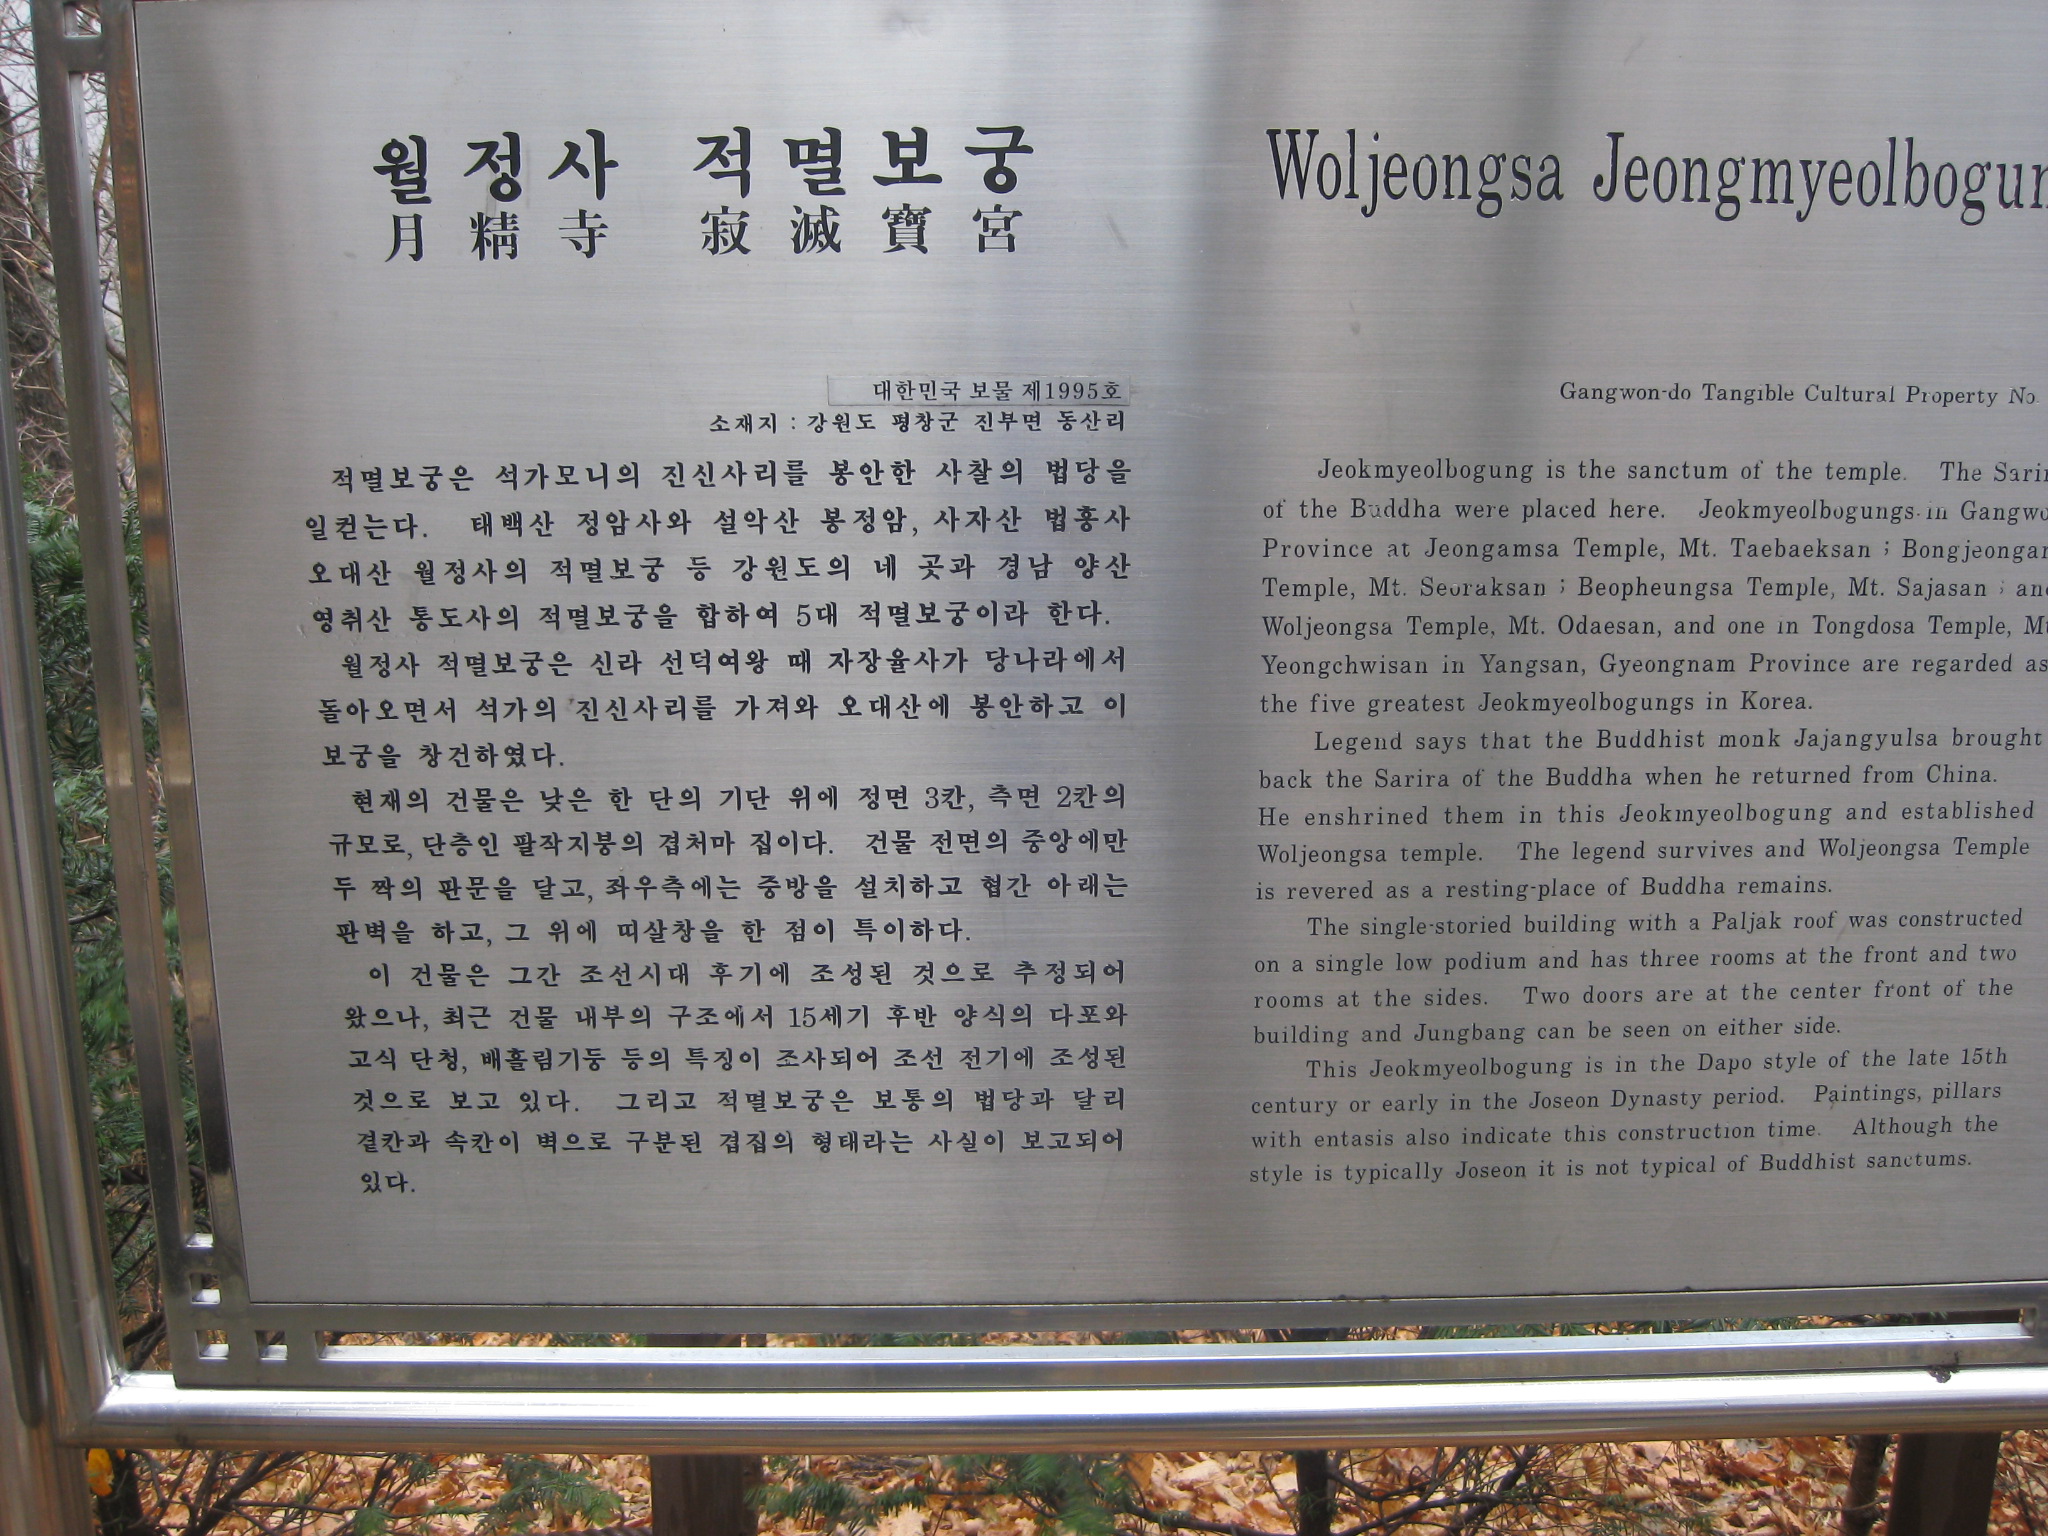 월정사 적멸보궁
月精寺 寂滅寶宮
대한민국 보물 제1995호
소재지 : 강원도 평창군 진부면 동산리
적멸보궁은 석가모니의 진신사리를 봉안한 사찰의 법당을
일컫는다. 태백산 정암사와 설악산 봉정암, 사자산 법흥사
오대산 월정사의 적멸보궁 등 강원도의 네 곳과 경남 양산
영취산 통도사의 적멸보궁을 합하여 5대 적멸보궁이라 한다.
월정사 적멸보궁은 신라 선덕여왕 때 자장율사가 당나라에서
돌아오면서 석가의 진신사리를 가져와 오대산에 봉안하고 이
보궁을 창건하였다.
현재의 건물은 낮은 한 단의 기단 위에 정면 3칸, 측면 2칸의
규모로, 단층인 팔작지붕의 겹처마 집이다. 건물 전면의 중앙에만
두 짝의 판문을 달고, 좌우측에는 중방을 설치하고 협간 아래는
판벽을 하고, 그 위에 띠살창을 한 점이 특이하다.
이 건물은 그간 조선시대 후기에 조성된 것으로 추정되어
왔으나, 최근 건물 내부의 구조에서 15세기 후반 양식의 다포와
고식 단청, 배흘림기둥 등의 특징이 조사되어 조선 전기에 조성된
것으로 보고 있다. 그리고 적멸보궁은 보통의 법당과 달리
겉칸과 속칸이 벽으로 구분된 겹집의 형태라는 사실이 보고되어
있다.
Woljeongsa Jeongmyeolbogun
Gangwon-do Tangible Cultural Property No.
Jeokmyeolbogung is the sanctum of the temple. The Sarir
of the Buddha were placed here. Jeokmyeolbogungs in Gangwo
Province at Jeongamsa Temple, Mt. Taebaeksan ; Bongjeongam
Temple, Mt. Seoraksan ; Beopheungsa Temple, Mt. Sajasan ; and
Woljeongsa Temple, Mt. Odaesan, and one in Tongdosa Temple, Mt
Yeongchwisan in Yangsan, Gyeongnam Province are regarded as
the five greatest Jeokmyeolbogungs in Korea.
Legend says that the Buddhist monk Jajangyulsa brought
back the Sarira of the Buddha when he returned from China.
He enshrined them in this Jeokmyeolbogung and established
Woljeongsa temple. The legend survives and Woljeongsa Temple
is revered as a resting-place of Buddha remains.
The single-storied building with a Paljak roof was constructed
on a single low podium and has three rooms at the front and two
rooms at the sides. Two doors are at the center front of the
building and Jungbang can be seen on either side.
This Jeokmyeolbogung is in the Dapo style of the late 15th
century or early in the Joseon Dynasty period. Paintings, pillars
with entasis also indicate this construction time. Although the
style is typically Joseon it is not typical of Buddhist sanctums.